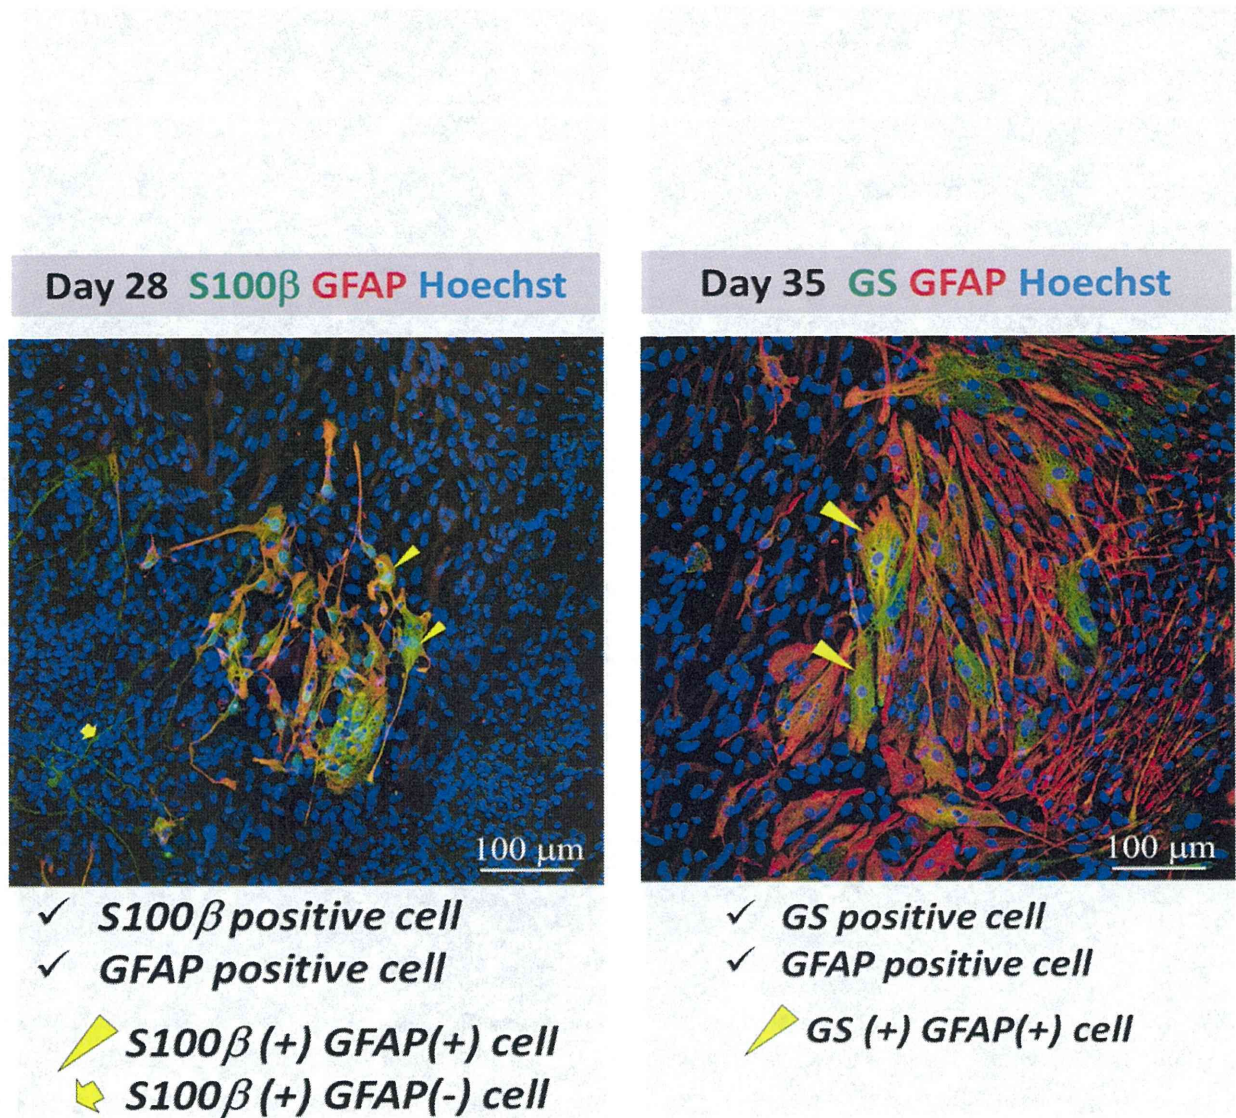 Day 28 S100β GFAP Hoechst
100 μm
✓ S100β positive cell
✓ GFAP positive cell
S100β (+) GFAP(+) cell
S100β (+) GFAP(-) cell
Day 35 GS GFAP Hoechst
100 μm
✓ GS positive cell
✓ GFAP positive cell
GS (+) GFAP(+) cell